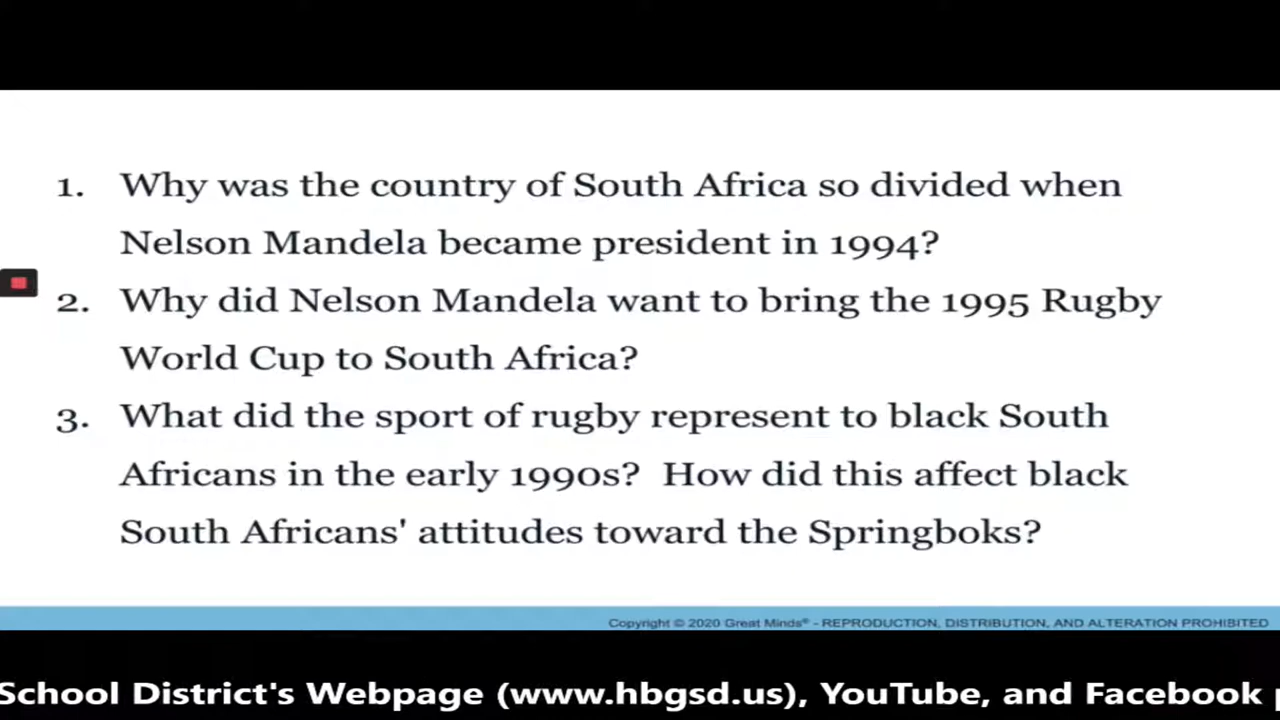 1. Why was the country of South Africa so divided when
Nelson Mandela became president in 1994?
2. Why did Nelson Mandela want to bring the 1995 Rugby
World Cup to South Africa?
3. What did the sport of rugby represent to black South
Africans in the early 1990s? How did this affect black
South Africans' attitudes toward the Springboks?
Copyright © 2020 Great Minds® - REPRODUCTION, DISTRIBUTION, AND ALTERATION PROHIBITED
School District's Webpage (www.hbgsd.us), YouTube, and Facebook